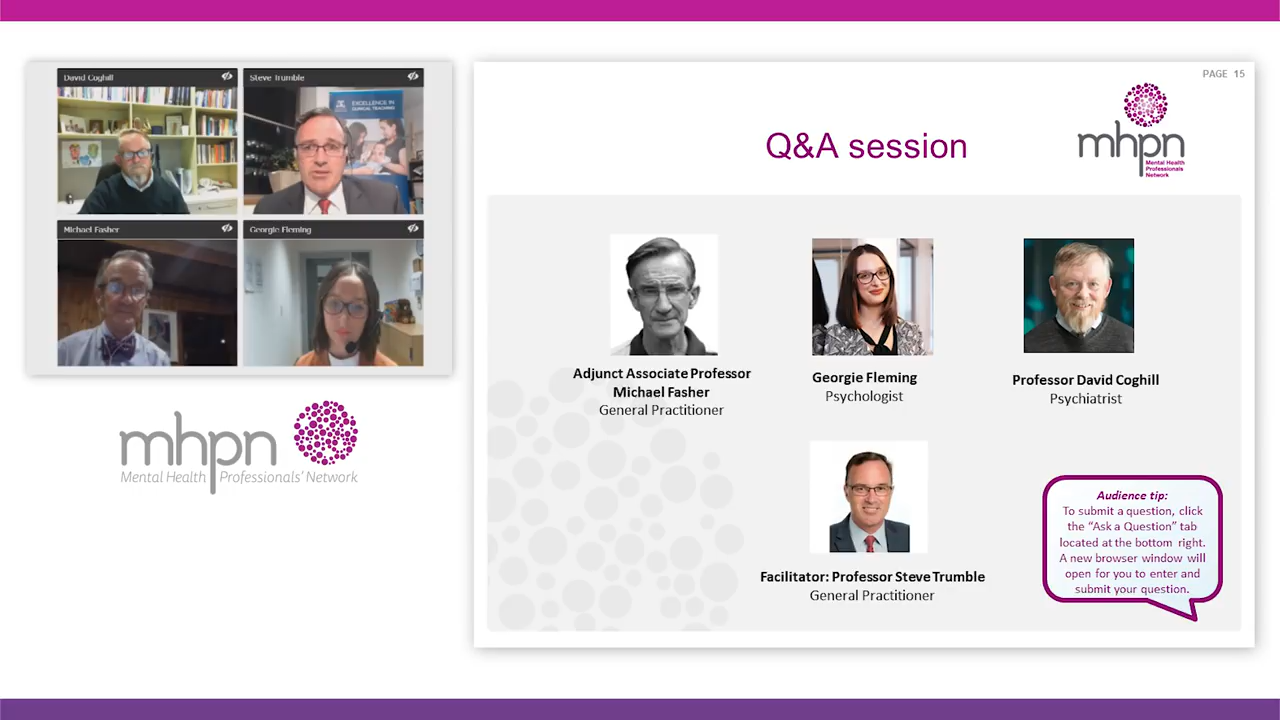 David Coghill
Steve Trumble
EXCELLENCE IN
CLINICAL TEACHING
Michael Fasher
Georgie Fleming
mhpn
Mental Health Professionals' Network
PAGE 15
Q&A session
mhpn
Mental Health
Professionals
Network
Adjunct Associate Professor
Michael Fasher
General Practitioner
Georgie Fleming
Psychologist
Professor David Coghill
Psychiatrist
Facilitator: Professor Steve Trumble
General Practitioner
Audience tip:
To submit a question, click
the “Ask a Question” tab
located at the bottom right.
A new browser window will
open for you to enter and
submit your question.